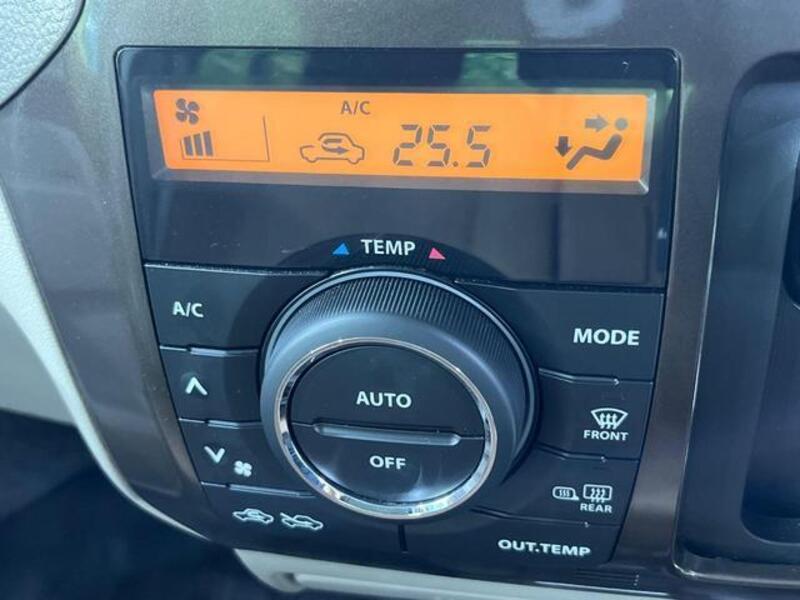 A/C
25.5
TEMP
A/C
MODE
AUTO
FRONT
OFF
REAR
OUT.TEMP